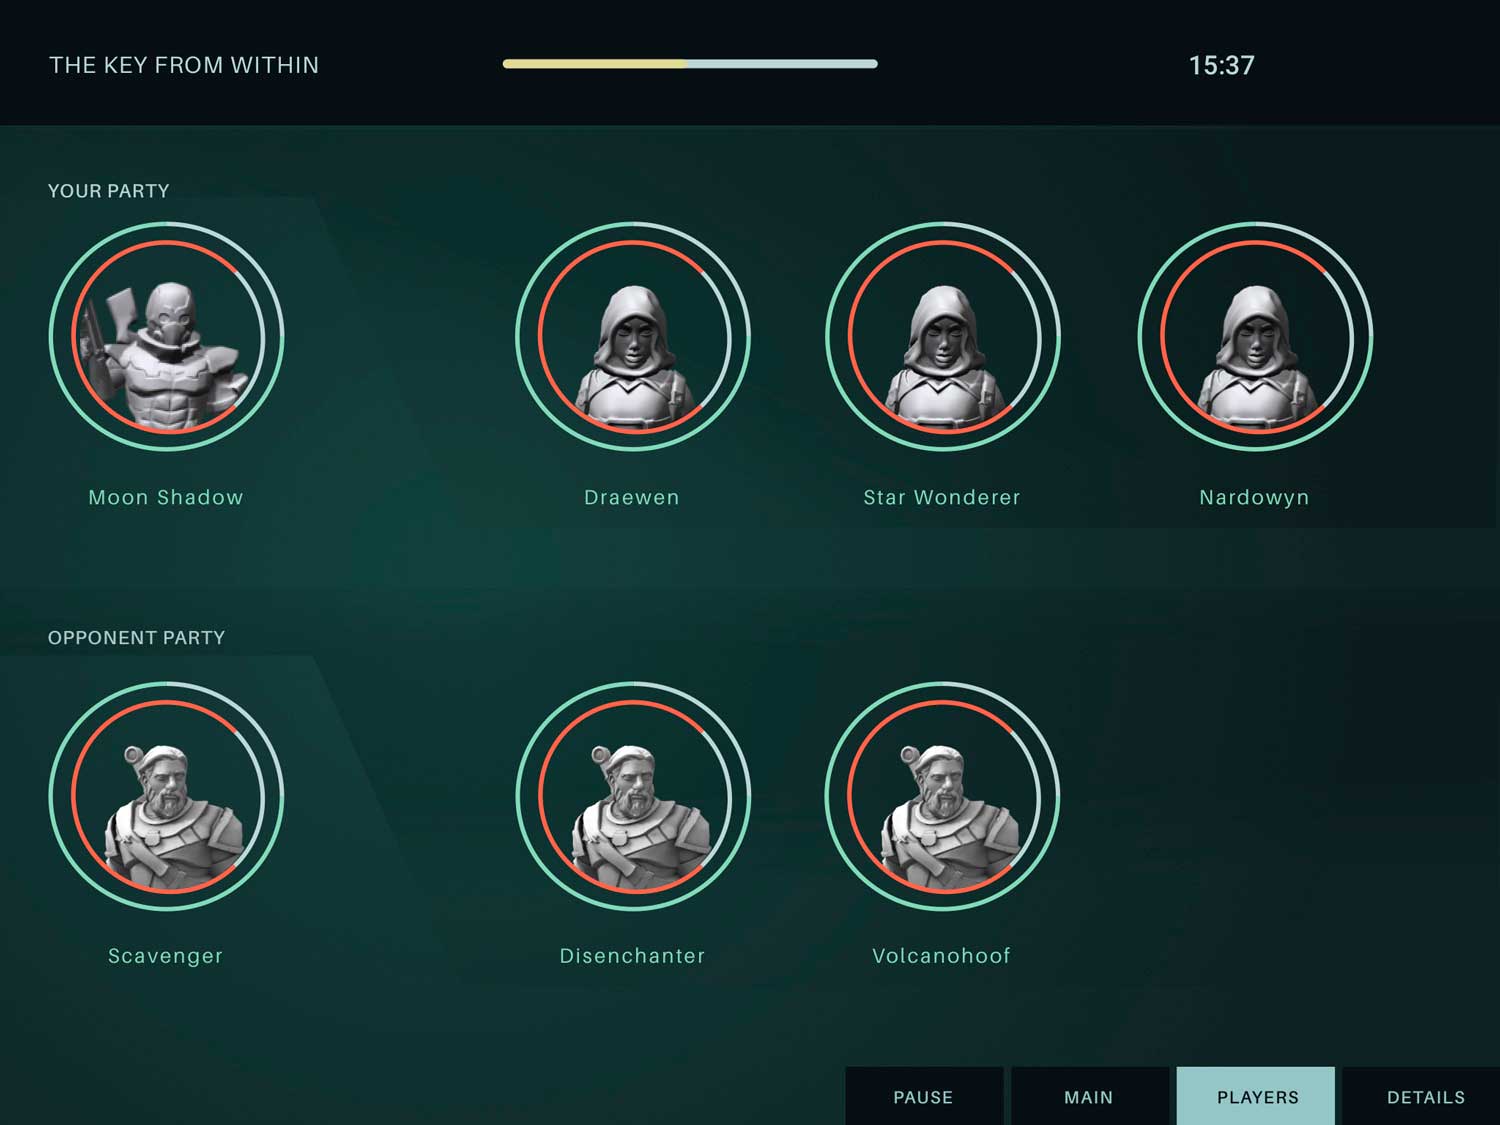 THE KEY FROM WITHIN
15:37
YOUR PARTY
Moon Shadow
Draewen
Star Wonderer
Nardowyn
OPPONENT PARTY
Scavenger
Disenchanter
Volcanohoof
PAUSE
MAIN
PLAYERS
DETAILS